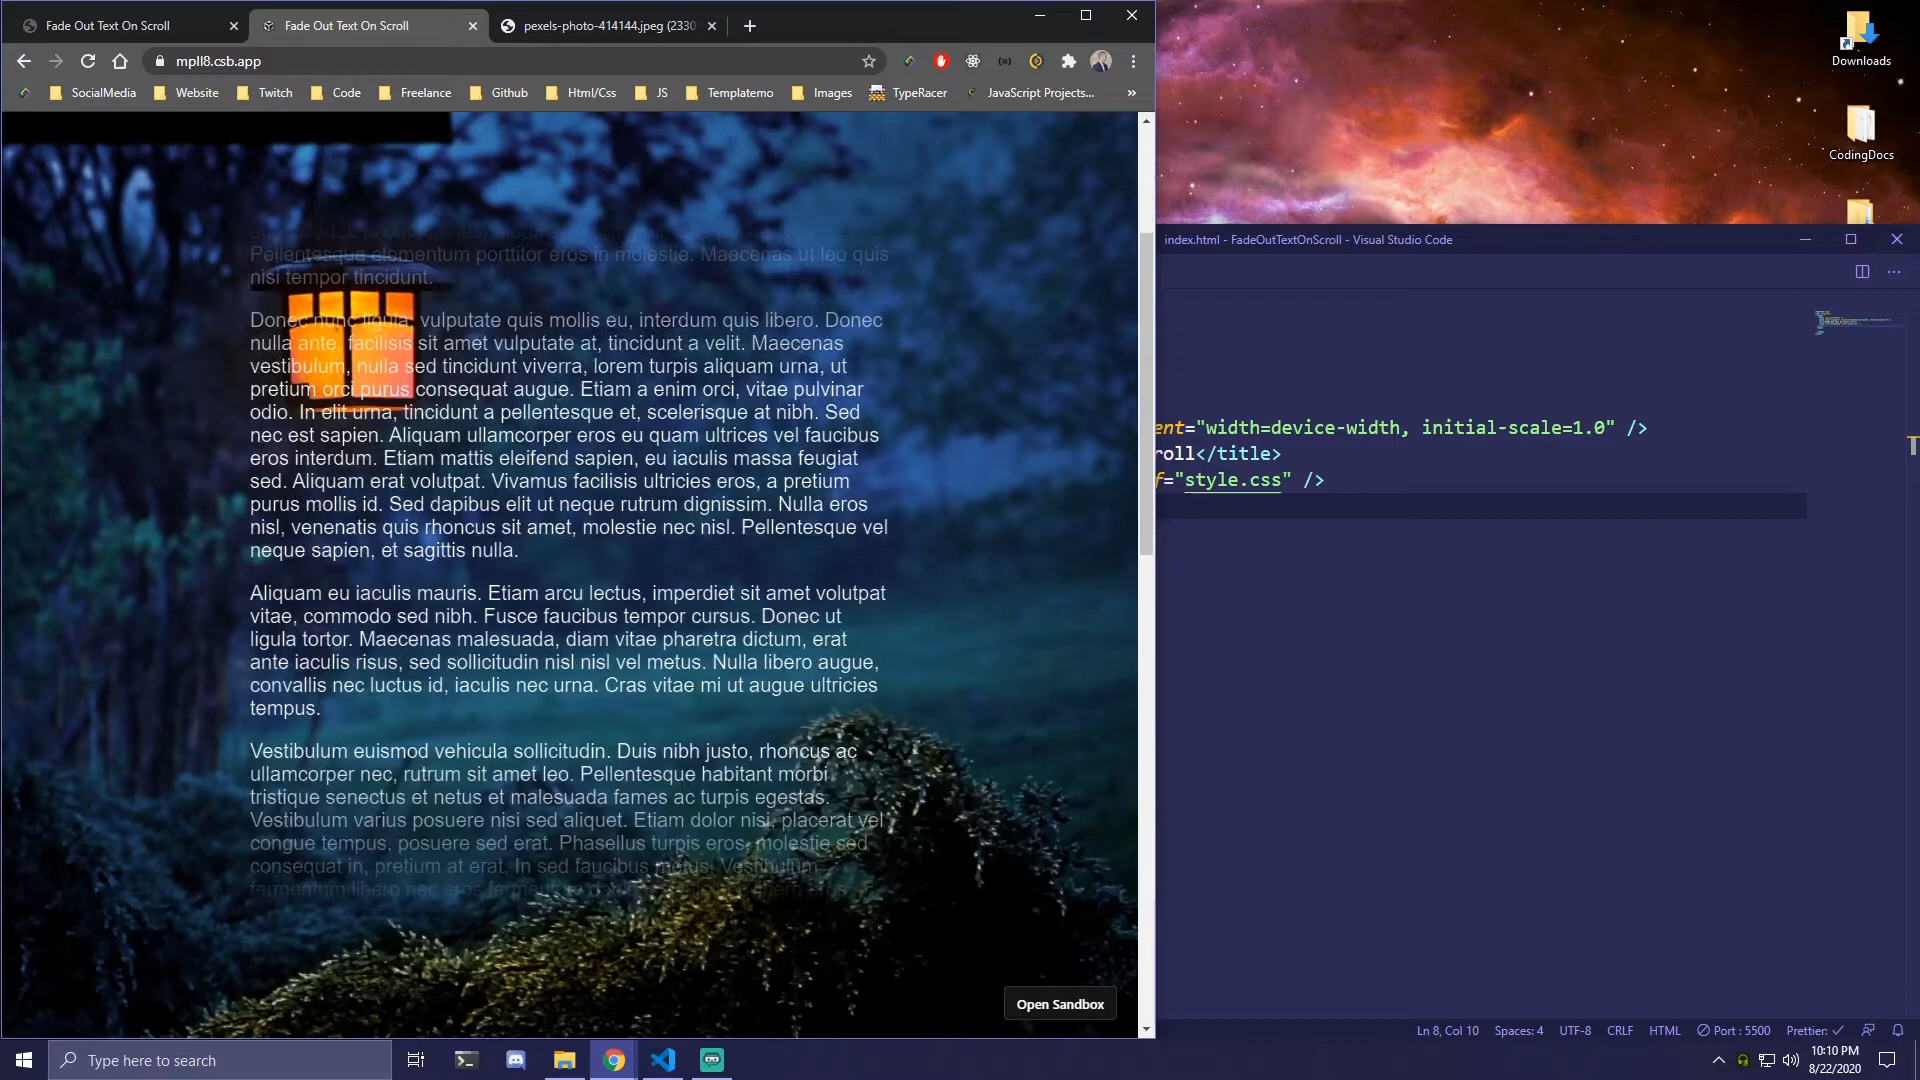 Fade Out Text On Scroll
Fade Out Text On Scroll
pexels-photo-414144.jpeg (2330
mpll8.csb.app
SocialMedia
Website
Twitch
Code
Freelance
Github
Html/Css
JS
Templatemo
Images
TypeRacer
JavaScript Projects...
»
Pellentesque elementum porttitor eros in molestie. Maecenas ut leo quis
nisi tempor tincidunt.
Donec nunc ligula, vulputate quis mollis eu, interdum quis libero. Donec
nulla ante, facilisis sit amet vulputate at, tincidunt a velit. Maecenas
vestibulum, nulla sed tincidunt viverra, lorem turpis aliquam urna, ut
pretium orci purus consequat augue. Etiam a enim orci, vitae pulvinar
odio. In elit urna, tincidunt a pellentesque et, scelerisque at nibh. Sed
nec est sapien. Aliquam ullamcorper eros eu quam ultrices vel faucibus
eros interdum. Etiam mattis eleifend sapien, eu iaculis massa feugiat
sed. Aliquam erat volutpat. Vivamus facilisis ultricies eros, a pretium
purus mollis id. Sed dapibus elit ut neque rutrum dignissim. Nulla eros
nisl, venenatis quis rhoncus sit amet, molestie nec nisl. Pellentesque vel
neque sapien, et sagittis nulla.
Aliquam eu iaculis mauris. Etiam arcu lectus, imperdiet sit amet volutpat
vitae, commodo sed nibh. Fusce faucibus tempor cursus. Donec ut
ligula tortor. Maecenas malesuada, diam vitae pharetra dictum, erat
ante iaculis risus, sed sollicitudin nisl nisl vel metus. Nulla libero augue,
convallis nec luctus id, iaculis nec urna. Cras vitae mi ut augue ultricies
tempus.
Vestibulum euismod vehicula sollicitudin. Duis nibh justo, rhoncus ac
ullamcorper nec, rutrum sit amet leo. Pellentesque habitant morbi
tristique senectus et netus et malesuada fames ac turpis egestas.
Vestibulum varius posuere nisi sed aliquet. Etiam dolor nisi, placerat vel
congue tempus, posuere sed erat. Phasellus turpis eros, molestie sed
consequat in, pretium at erat. In sed faucibus metus. Vestibulum
fermentum libero nec eros
Open Sandbox
Downloads
CodingDocs
index.html - FadeOutTextOnScroll - Visual Studio Code
ent="width=device-width, initial-scale=1.0" />
roll</title>
f="style.css" />
Ln 8, Col 10
Spaces: 4
UTF-8
CRLF
HTML
Port : 5500
Prettier: ✓
Type here to search
10:10 PM
8/22/2020